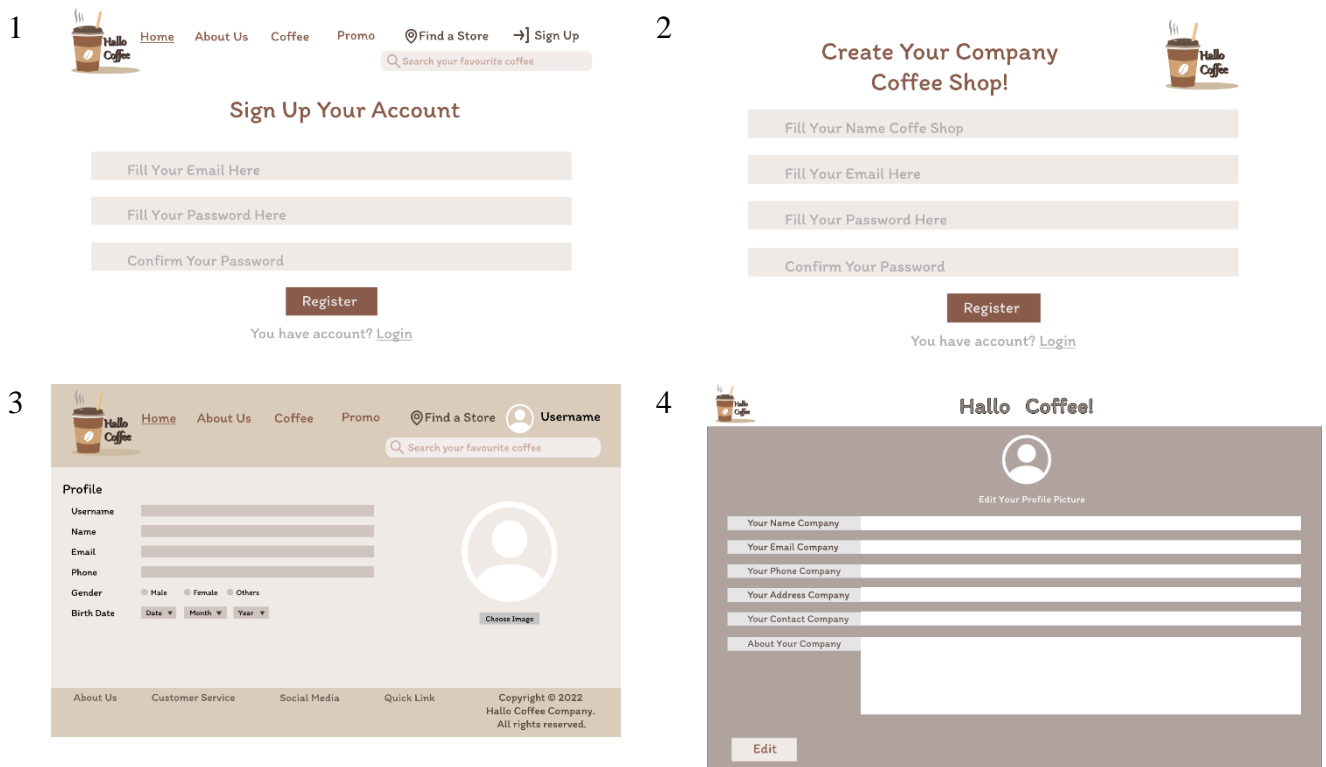 1
Hallo
Coffee
Home About Us Coffee Promo Find a Store Sign Up
Search your favourite coffee
Sign Up Your Account
Fill Your Email Here
Fill Your Password Here
Confirm Your Password
Register
You have account? Login
2
Create Your Company
Coffee Shop!
Hallo
Coffee
Fill Your Name Coffe Shop
Fill Your Email Here
Fill Your Password Here
Confirm Your Password
Register
You have account? Login
3
Hallo
Coffee
Home About Us Coffee Promo Find a Store Username
Search your favourite coffee
Profile
Username
Name
Email
Phone
Gender Male Female Others
Birth Date Date Month Year
Choose Image
About Us Customer Service Social Media Quick Link Copyright © 2022
Hallo Coffee Company.
All rights reserved.
4
Hallo
Coffee
Hallo Coffee!
Edit Your Profile Picture
Your Name Company
Your Email Company
Your Phone Company
Your Address Company
Your Contact Company
About Your Company
Edit